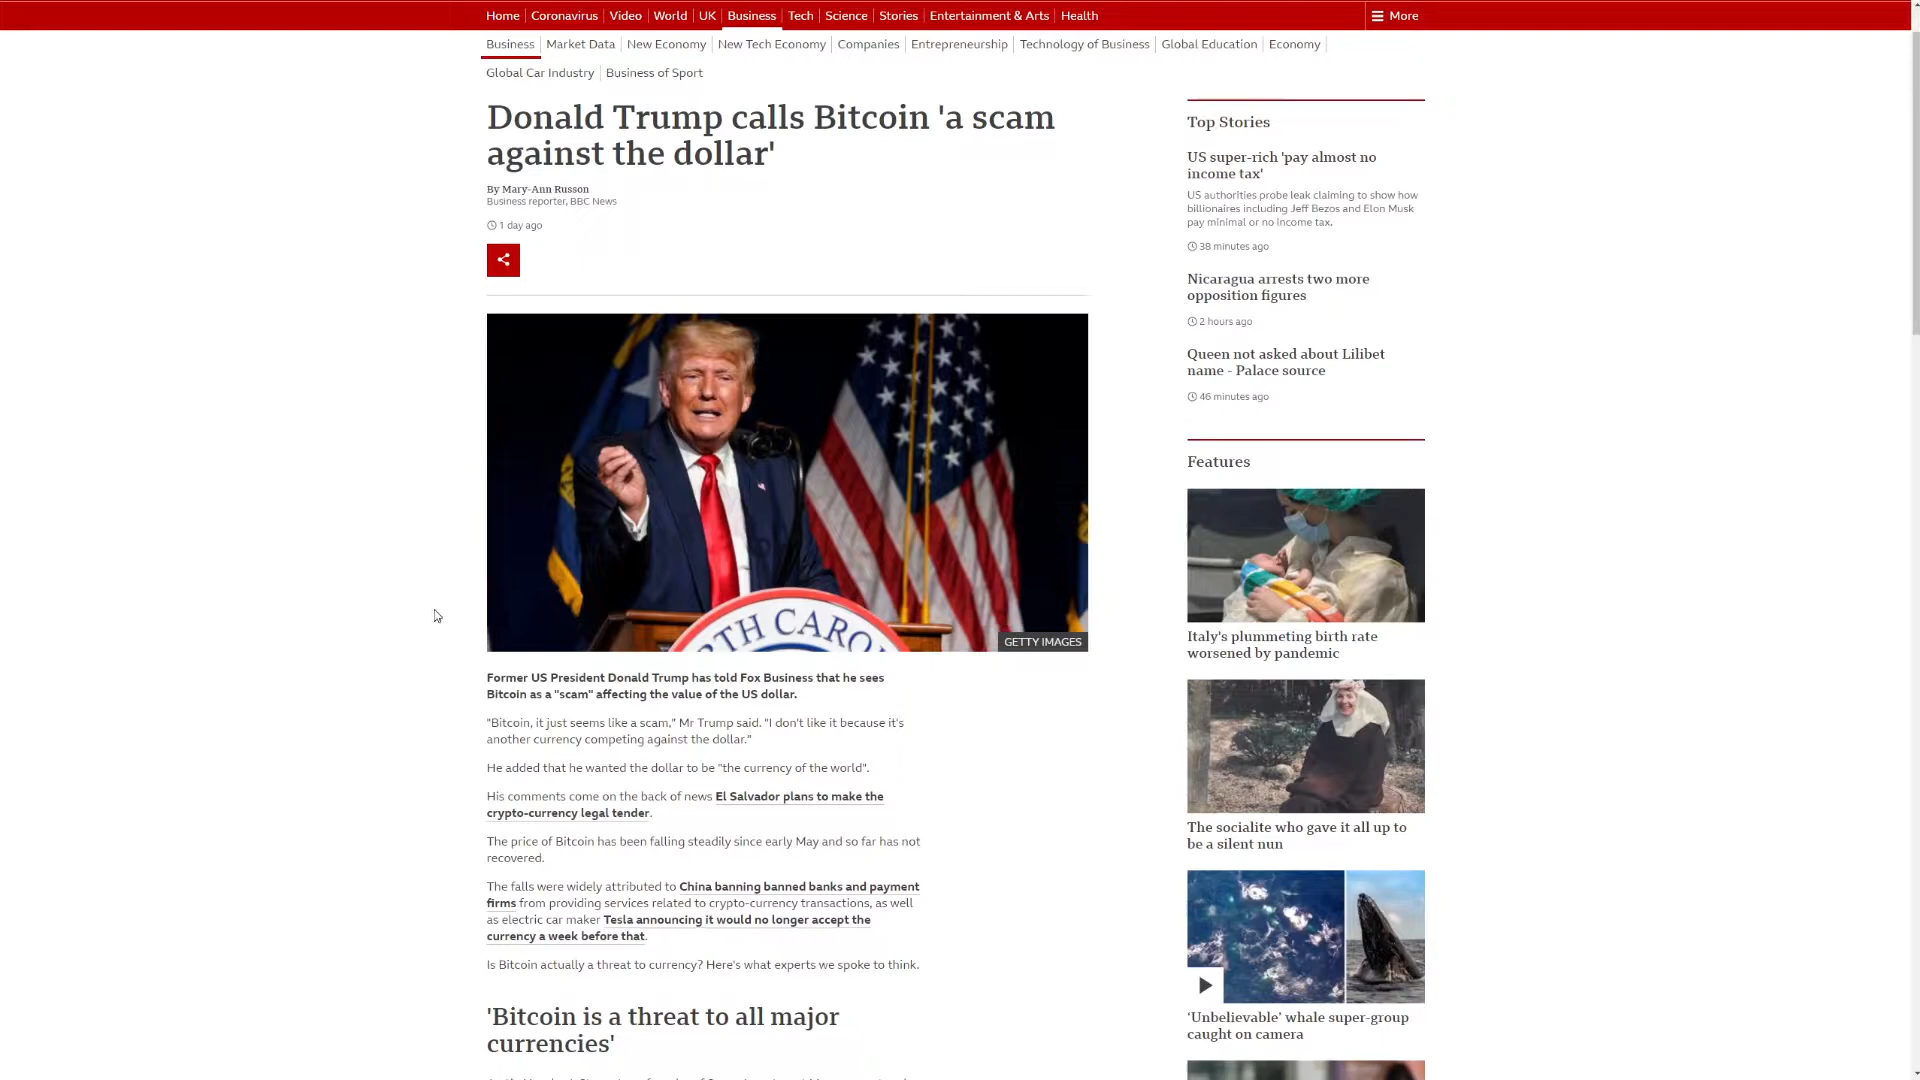 Home Coronavirus Video World UK Business Tech Science Stories Entertainment & Arts Health More
Business Market Data New Economy New Tech Economy Companies Entrepreneurship Technology of Business Global Education Economy
Global Car Industry Business of Sport
Donald Trump calls Bitcoin 'a scam
against the dollar'
By Mary-Ann Russon
Business reporter, BBC News
1 day ago
TH CARO
GETTY IMAGES
Former US President Donald Trump has told Fox Business that he sees
Bitcoin as a "scam" affecting the value of the US dollar.
"Bitcoin, it just seems like a scam," Mr Trump said. "I don't like it because it's
another currency competing against the dollar."
He added that he wanted the dollar to be "the currency of the world".
His comments come on the back of news El Salvador plans to make the
crypto-currency legal tender.
The price of Bitcoin has been falling steadily since early May and so far has not
recovered.
The falls were widely attributed to China banning banned banks and payment
firms from providing services related to crypto-currency transactions, as well
as electric car maker Tesla announcing it would no longer accept the
currency a week before that.
Is Bitcoin actually a threat to currency? Here's what experts we spoke to think.
'Bitcoin is a threat to all major
currencies'
Top Stories
US super-rich 'pay almost no
income tax'
US authorities probe leak claiming to show how
billionaires including Jeff Bezos and Elon Musk
pay minimal or no income tax.
38 minutes ago
Nicaragua arrests two more
opposition figures
2 hours ago
Queen not asked about Lilibet
name - Palace source
46 minutes ago
Features
Italy's plummeting birth rate
worsened by pandemic
The socialite who gave it all up to
be a silent nun
'Unbelievable' whale super-group
caught on camera